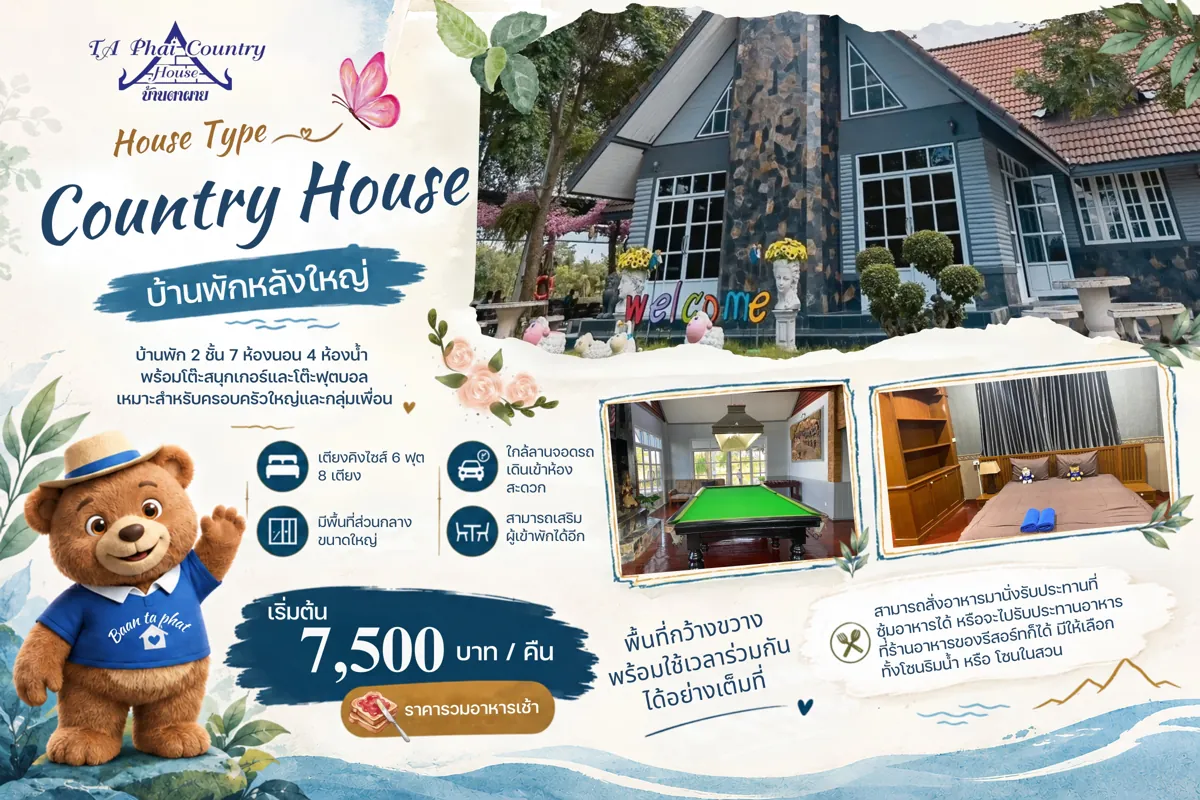 TA Phai Country
House
บ้านตาผาย
House Type
Country House
บ้านพักหลังใหญ่
บ้านพัก 2 ชั้น 7 ห้องนอน 4 ห้องน้ำ
พร้อมโต๊ะสนุกเกอร์และโต๊ะฟุตบอล
เหมาะสำหรับครอบครัวใหญ่และกลุ่มเพื่อน
เตียงคิงไซส์ 6 ฟุต
8 เตียง
ใกล้ลานจอดรถ
เดินเข้าห้อง
สะดวก
มีพื้นที่ส่วนกลาง
ขนาดใหญ่
สามารถเสริม
ผู้เข้าพักได้อีก
welcome
Baan ta phai
เริ่มต้น
7,500 บาท / คืน
ราคารวมอาหารเช้า
พื้นที่กว้างขวาง
พร้อมใช้เวลาร่วมกัน
ได้อย่างเต็มที่
สามารถสั่งอาหารมานั่งรับประทานที่
ซุ้มอาหารได้ หรือจะไปรับประทานอาหาร
ที่ร้านอาหารของรีสอร์ทก็ได้ มีให้เลือก
ทั้งโซนริมน้ำ หรือ โซนในสวน